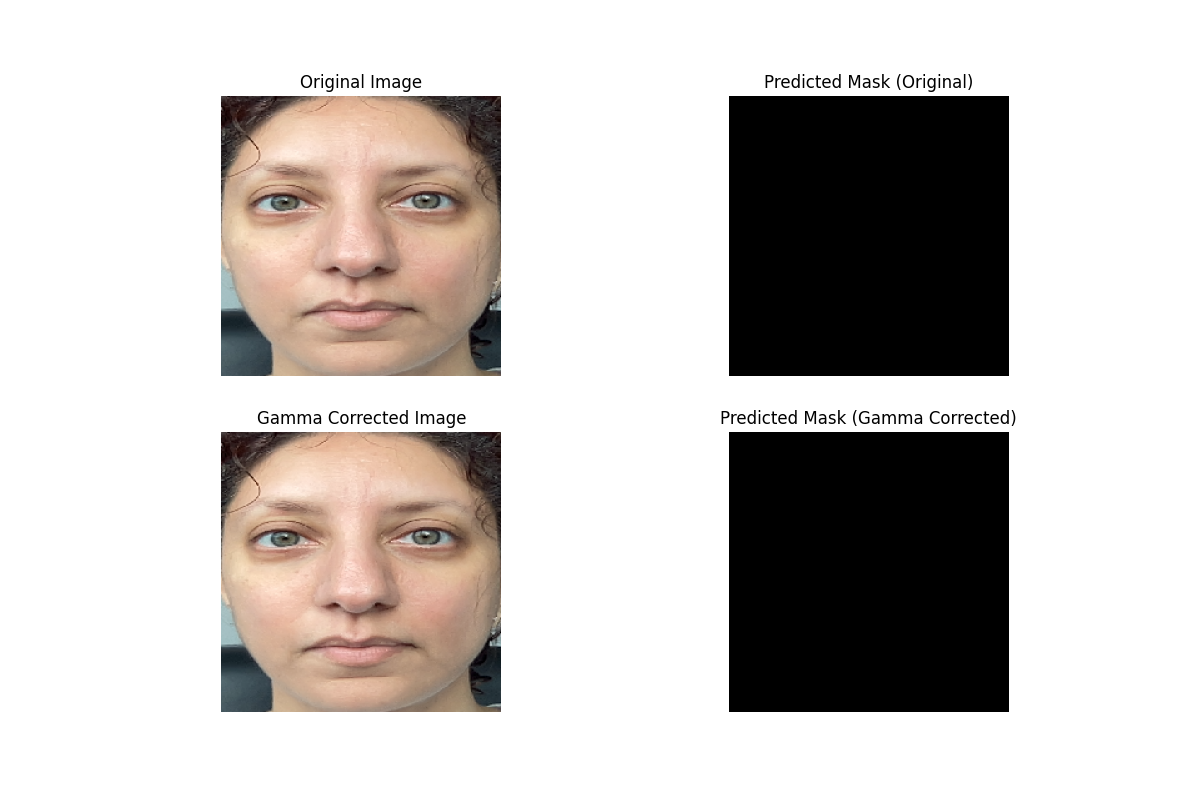 Original Image
Predicted Mask (Original)
Gamma Corrected Image
Predicted Mask (Gamma Corrected)